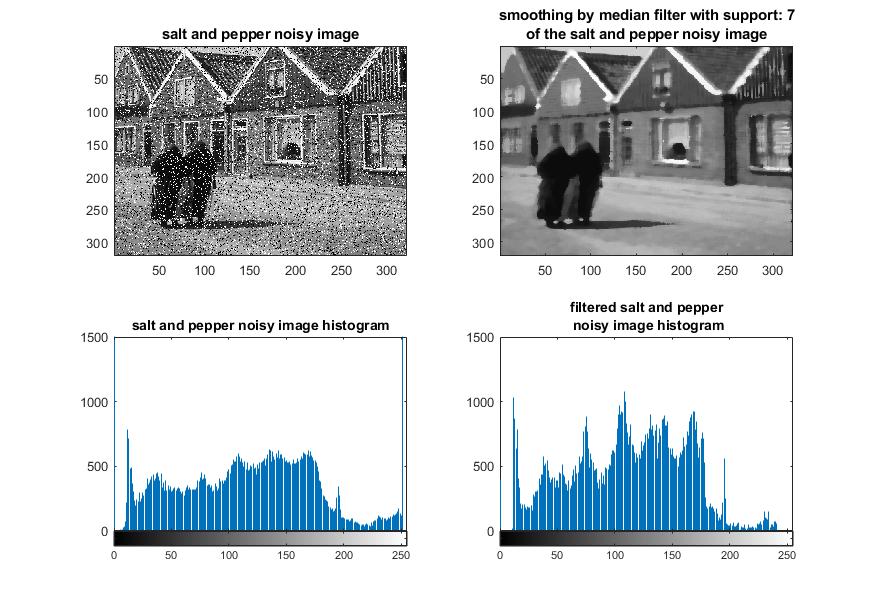 salt and pepper noisy image
50
100
150
200
250
300
50 100 150 200 250 300
smoothing by median filter with support: 7
of the salt and pepper noisy image
50
100
150
200
250
300
50 100 150 200 250 300
salt and pepper noisy image histogram
1500
1000
500
0
0 50 100 150 200 250
filtered salt and pepper
noisy image histogram
1500
1000
500
0
0 50 100 150 200 250